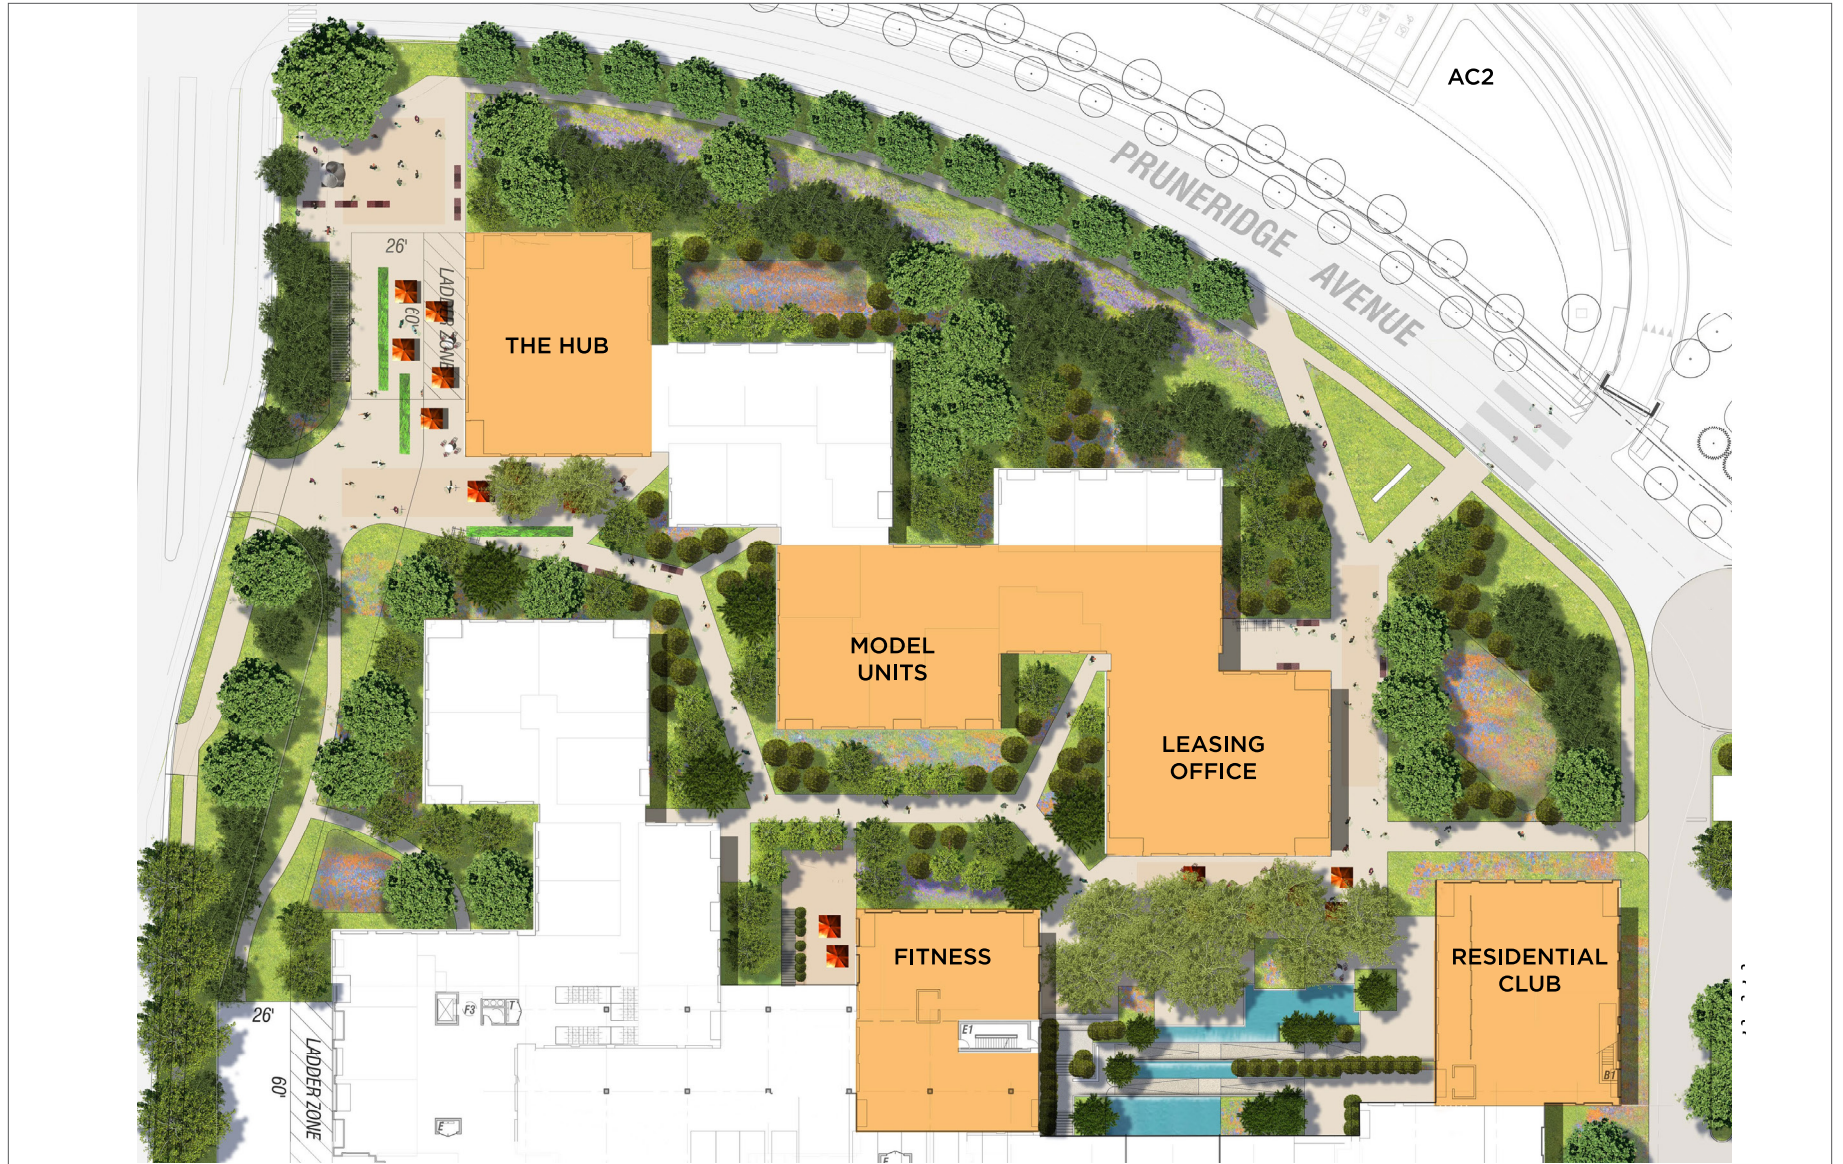 AC2
PRUNERIDGE AVENUE
26'
LADDER ZONE
60'
THE HUB
MODEL
UNITS
LEASING
OFFICE
FITNESS
RESIDENTIAL
CLUB
F3
T
E1
26'
LADDER ZONE
60'
B1
E
E